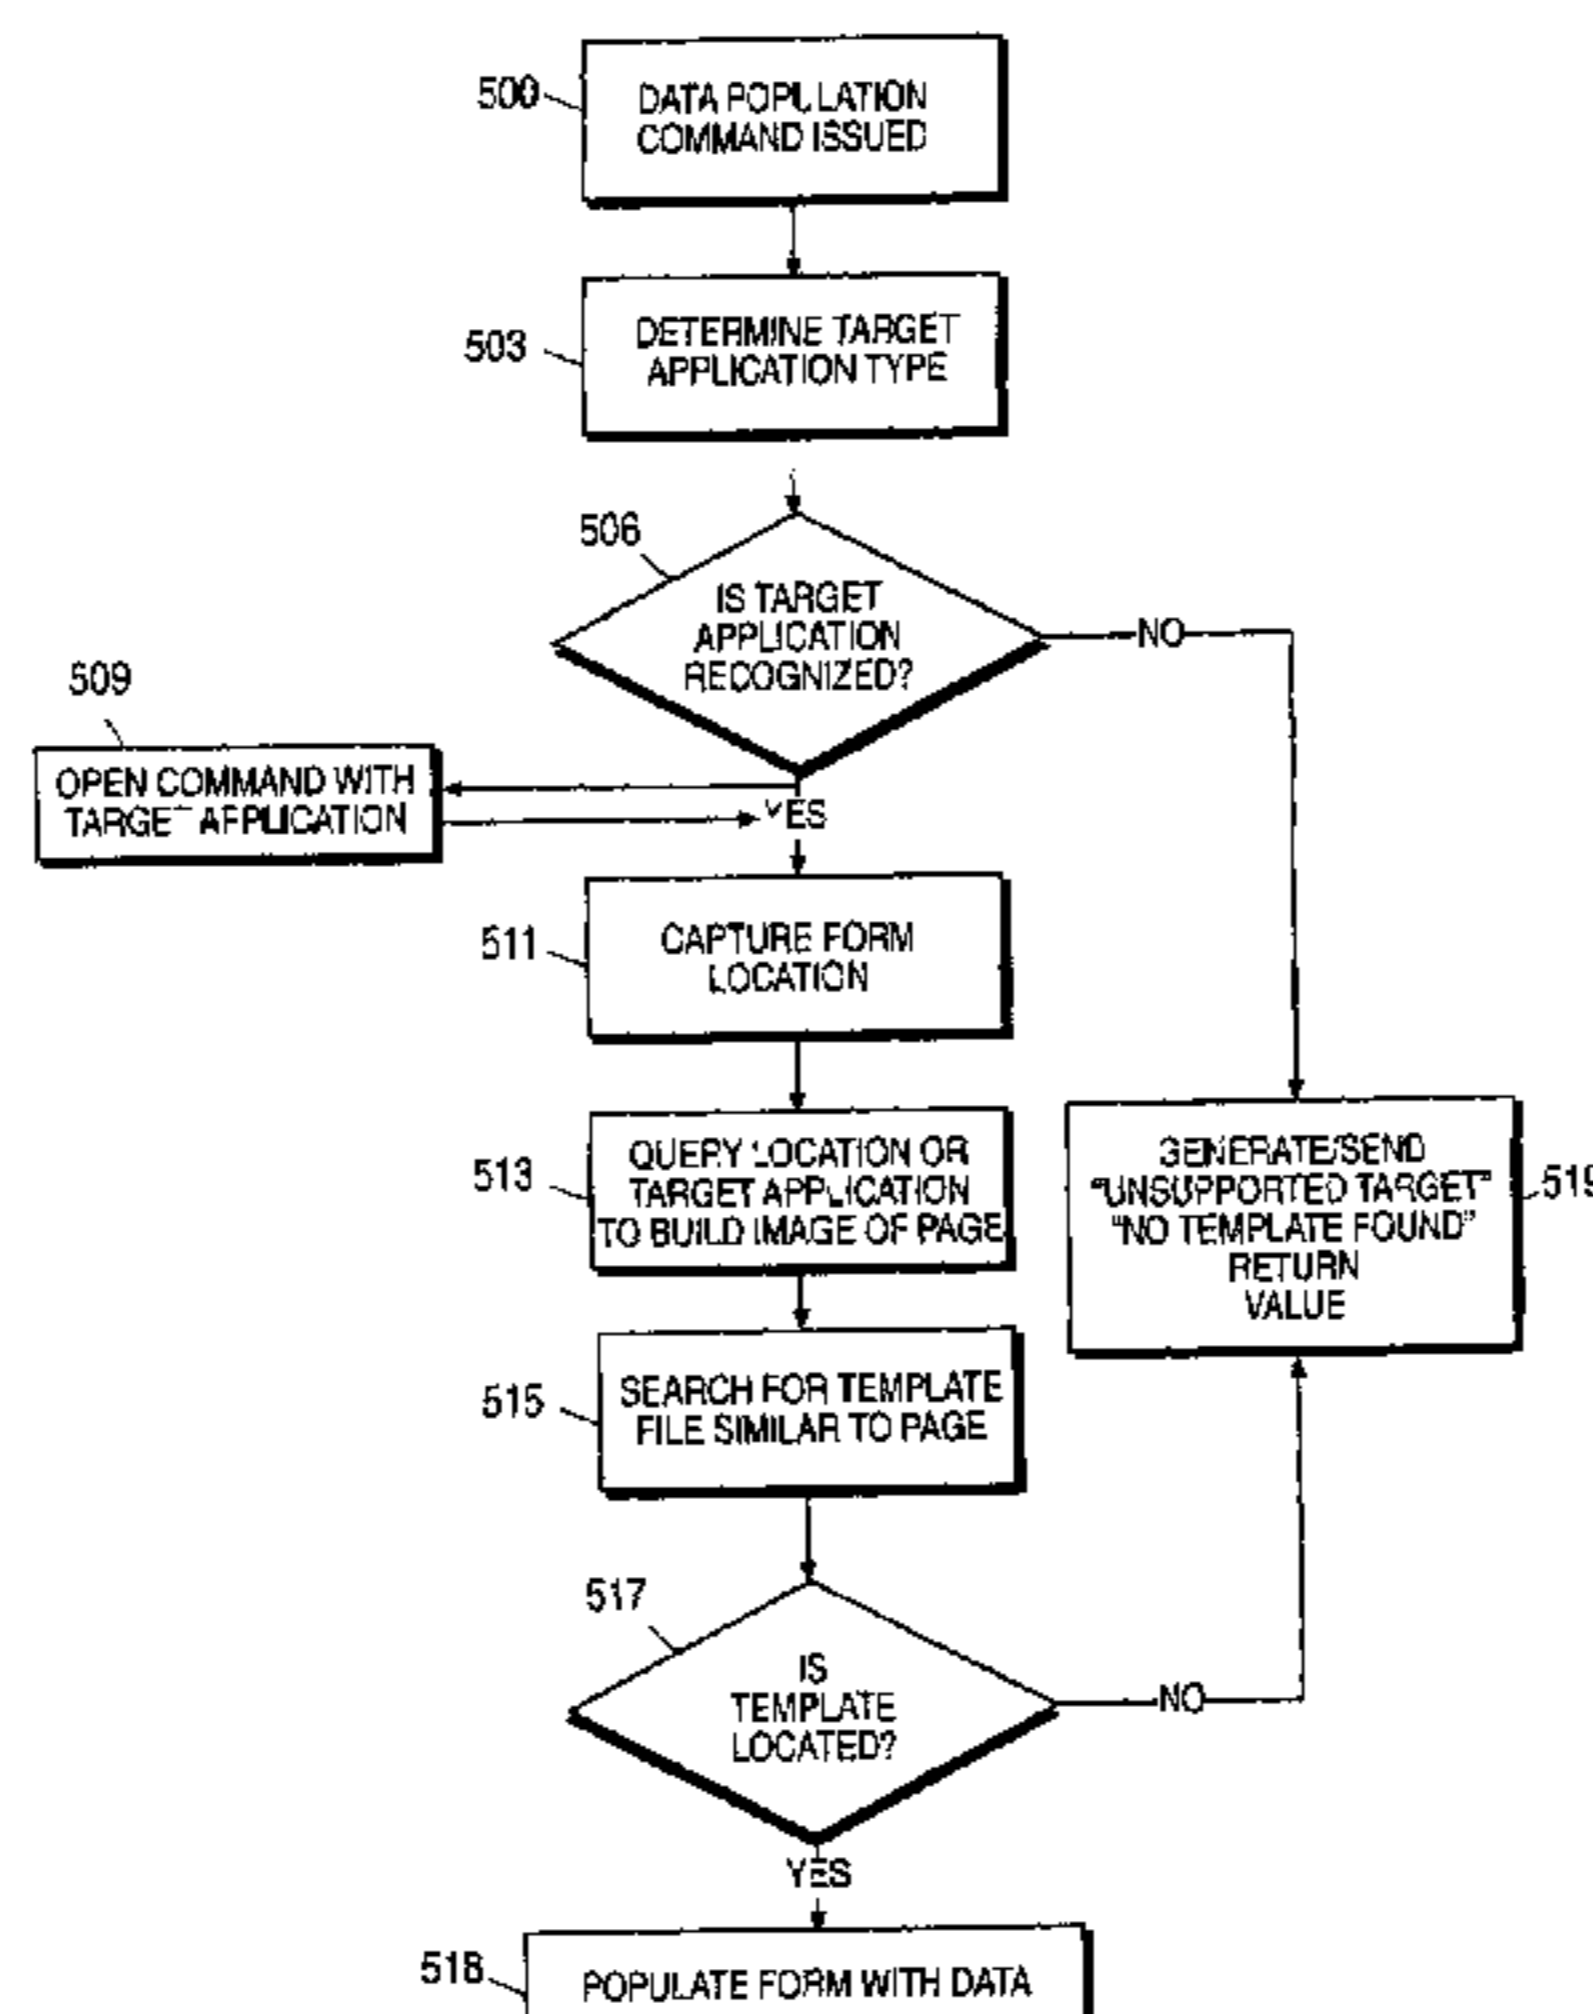 500
DATA POPULATION
COMMAND ISSUED
503
DETERMINE TARGET
APPLICATION TYPE
506
IS TARGET
APPLICATION
RECOGNIZED?
NO
509
OPEN COMMAND WITH
TARGET APPLICATION
YES
511
CAPTURE FORM
LOCATION
513
QUERY LOCATION OR
TARGET APPLICATION
TO BUILD IMAGE OF PAGE
GENERATE/SEND
"UNSUPPORTED TARGET"
"NO TEMPLATE FOUND"
RETURN
VALUE
519
515
SEARCH FOR TEMPLATE
FILE SIMILAR TO PAGE
517
IS
TEMPLATE
LOCATED?
NO
YES
518
POPULATE FORM WITH DATA